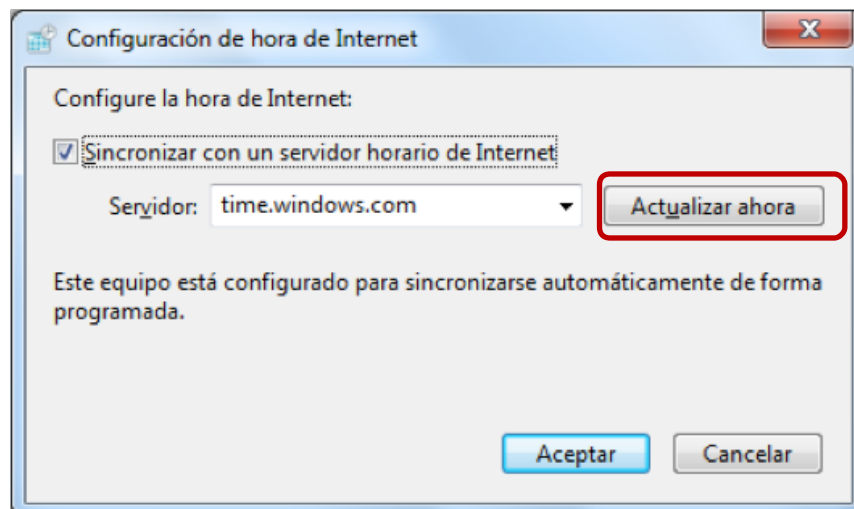 Configuración de hora de Internet
Configure la hora de Internet:
Sincronizar con un servidor horario de Internet
Servidor: time.windows.com Actualizar ahora
Este equipo está configurado para sincronizarse automáticamente de forma
programada.
Aceptar Cancelar